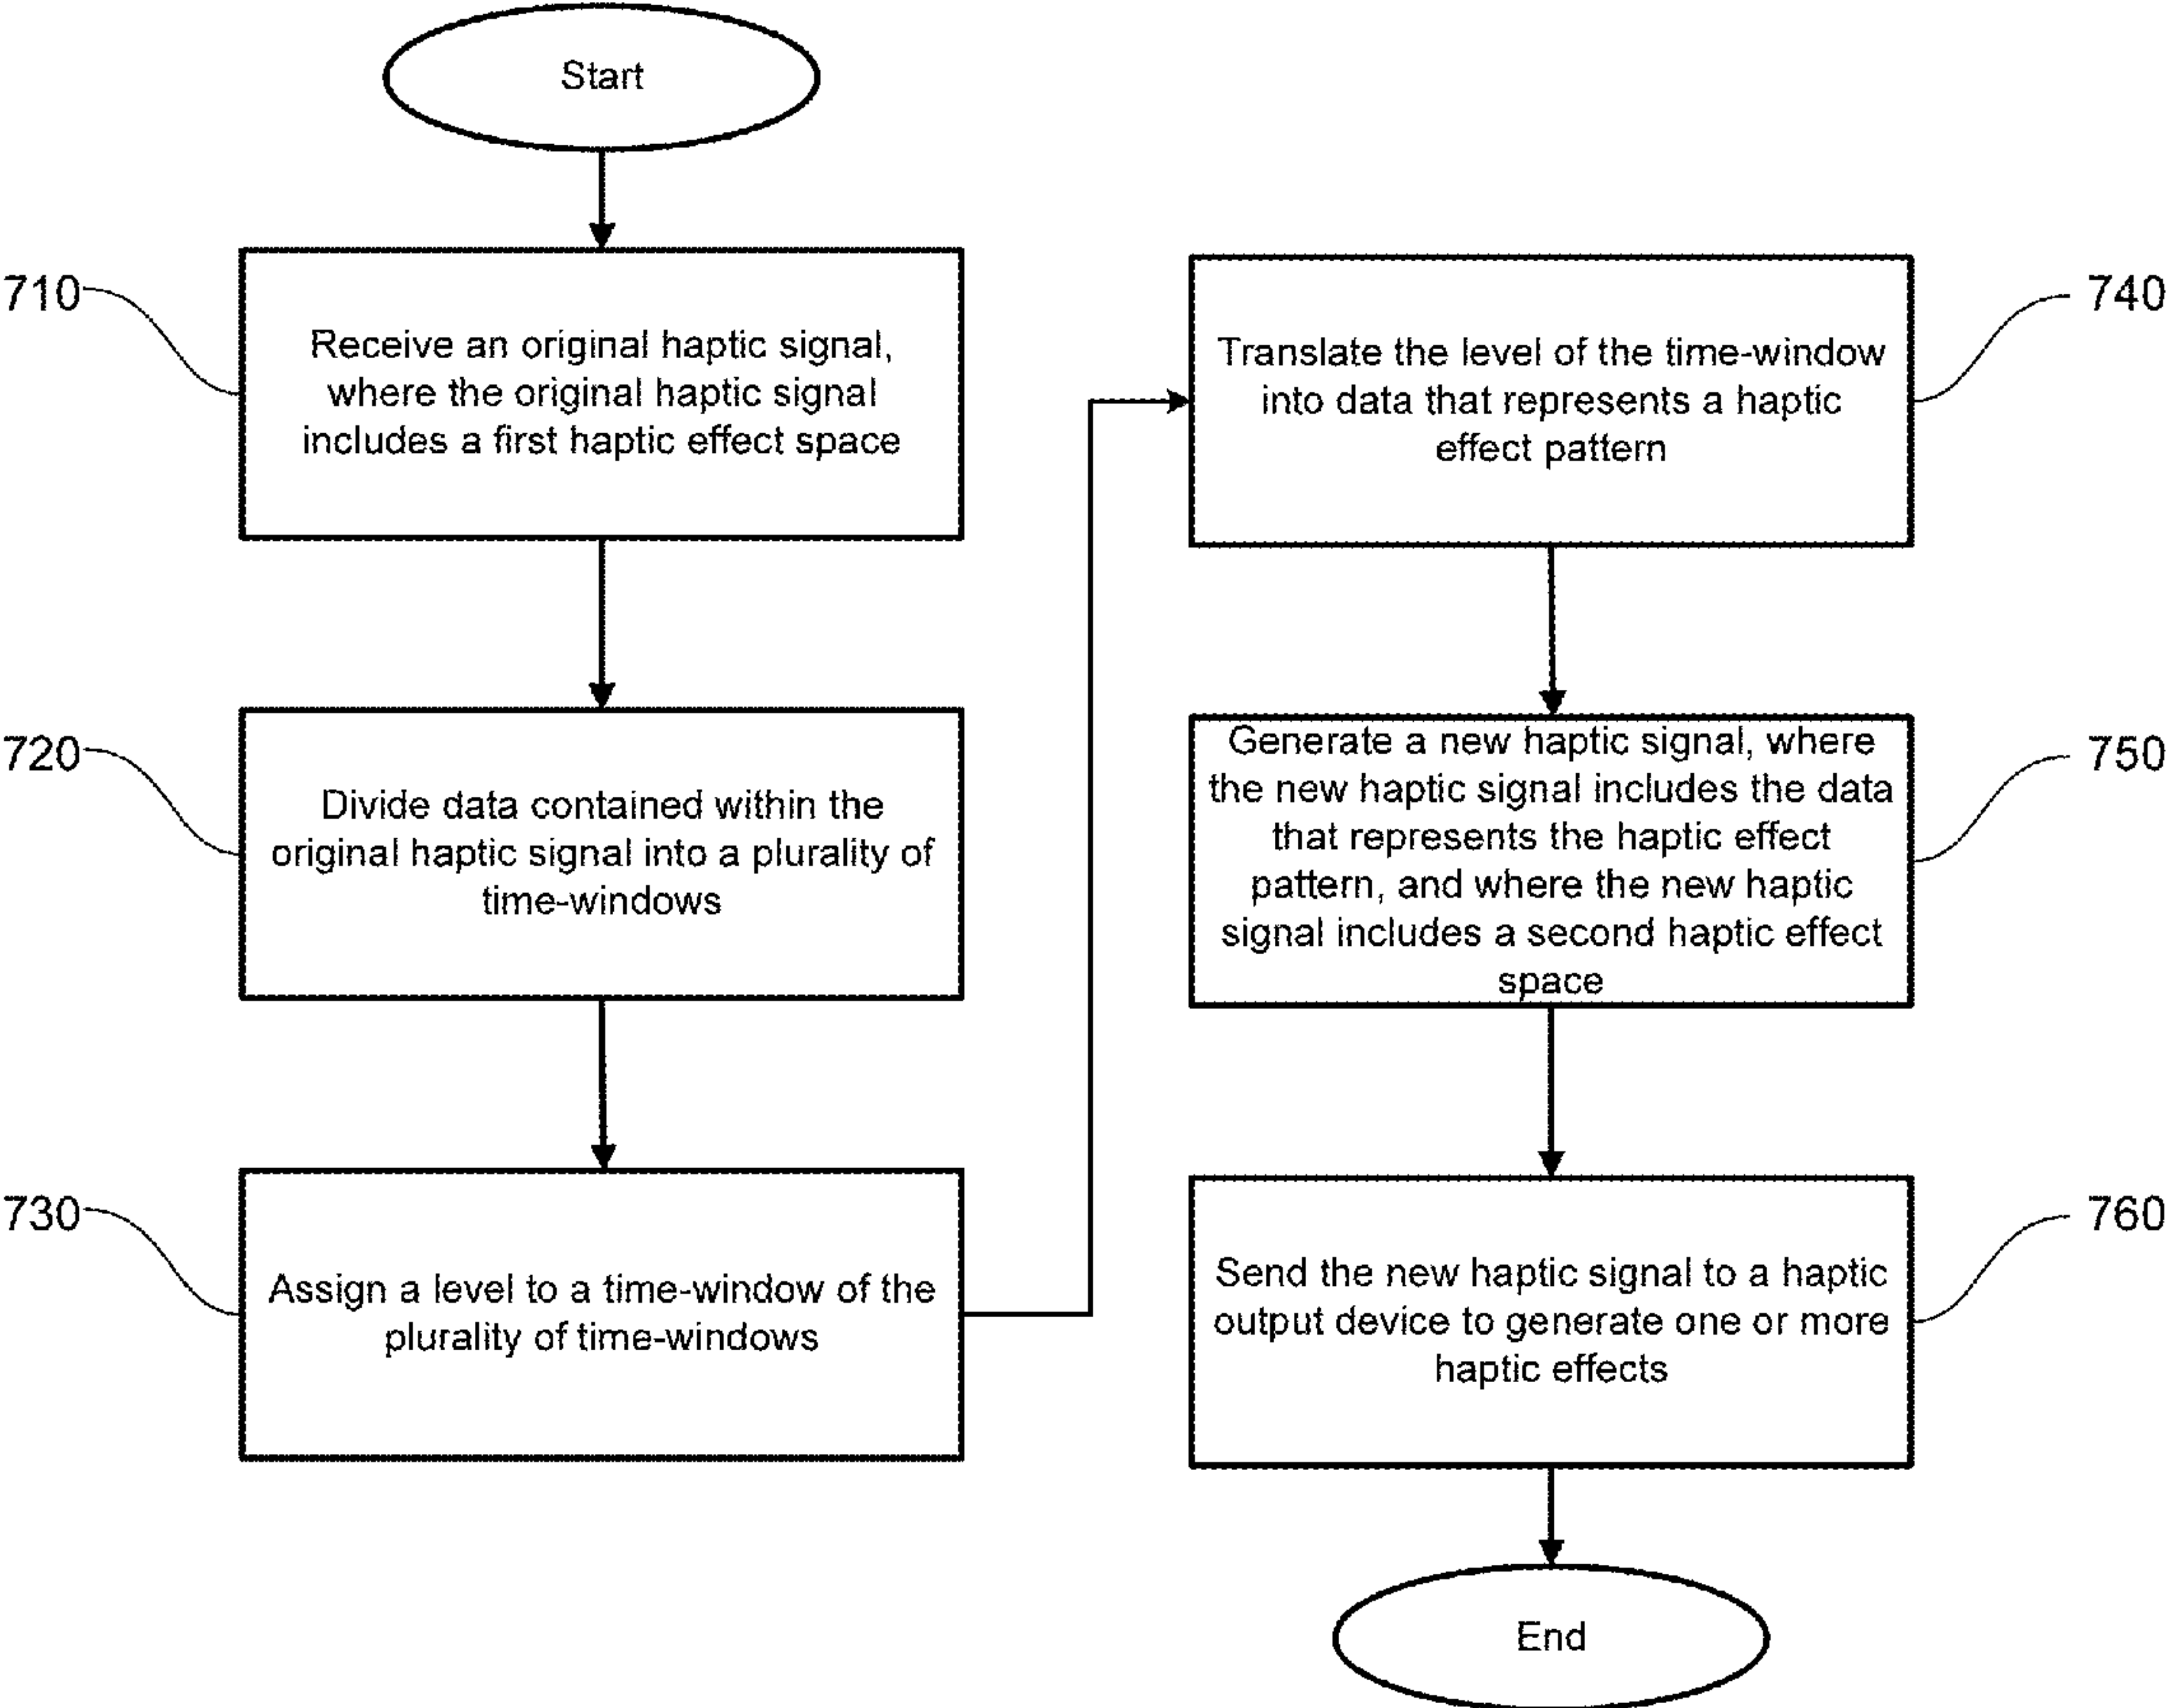 Start
710
Receive an original haptic signal,
where the original haptic signal
includes a first haptic effect space
720
Divide data contained within the
original haptic signal into a plurality of
time-windows
730
Assign a level to a time-window of the
plurality of time-windows
740
Translate the level of the time-window
into data that represents a haptic
effect pattern
750
Generate a new haptic signal, where
the new haptic signal includes the data
that represents the haptic effect
pattern, and where the new haptic
signal includes a second haptic effect
space
760
Send the new haptic signal to a haptic
output device to generate one or more
haptic effects
End